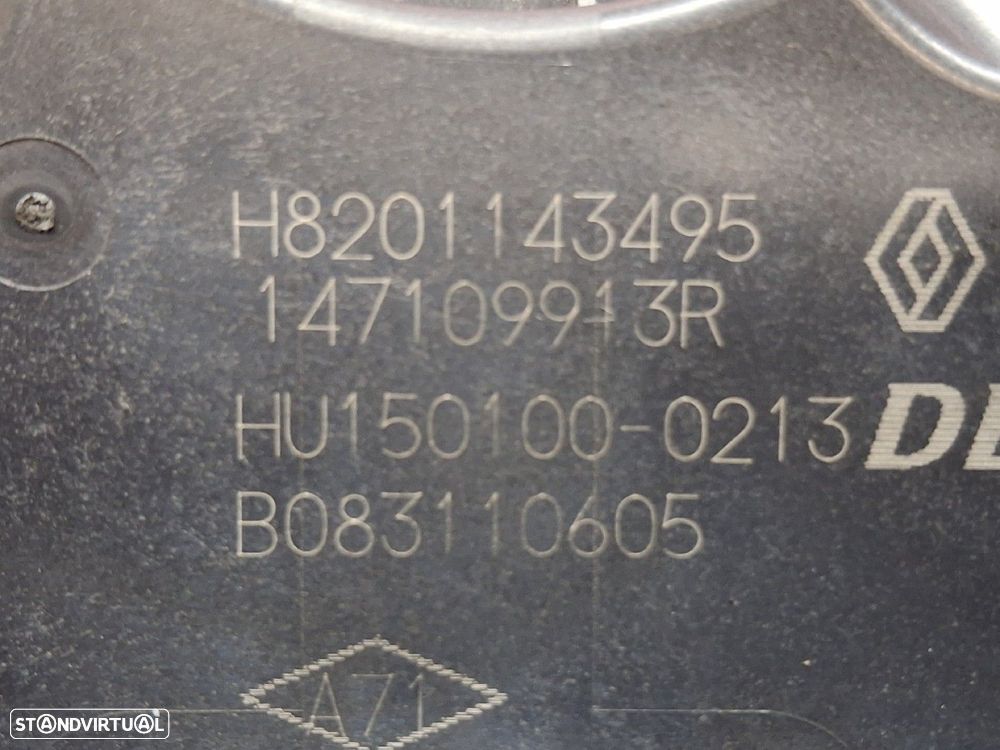 H8201143495
147109913R
HU150100-0213
B083110605
A71
STANDVIRTUAL